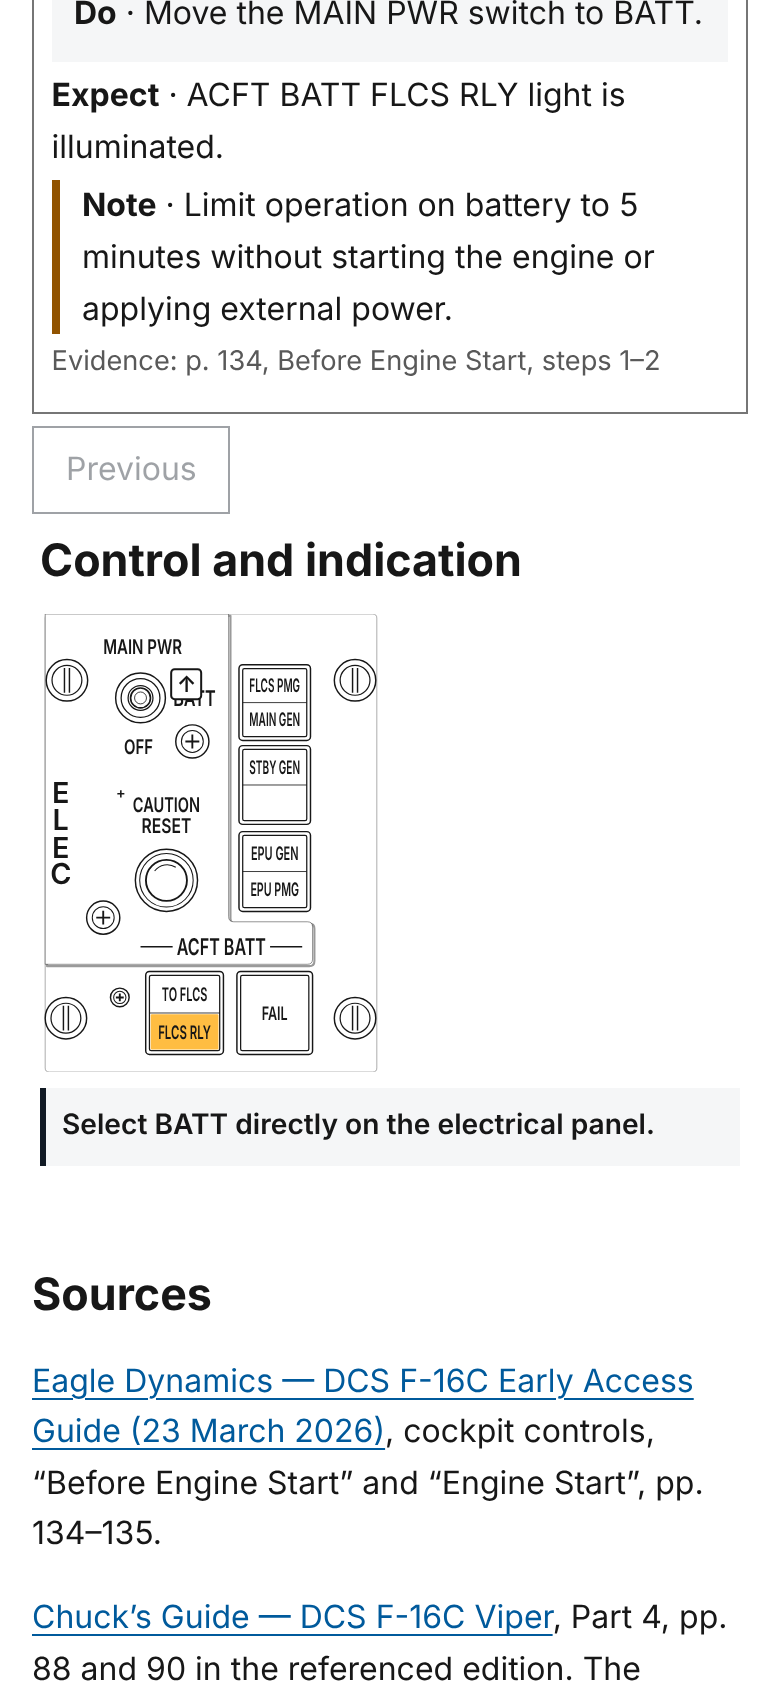 Do · Move the MAIN PWR switch to BATT.
Expect · ACFT BATT FLCS RLY light is
illuminated.
Note · Limit operation on battery to 5
minutes without starting the engine or
applying external power.
Evidence: p. 134, Before Engine Start, steps 1–2
Previous
Control and indication
MAIN PWR
BATT
OFF
CAUTION
RESET
ELEC
FLCS PMG
MAIN GEN
STBY GEN
EPU GEN
EPU PMG
ACFT BATT
TO FLCS
FLCS RLY
FAIL
Select BATT directly on the electrical panel.
Sources
Eagle Dynamics — DCS F-16C Early Access
Guide (23 March 2026), cockpit controls,
“Before Engine Start” and “Engine Start”, pp.
134–135.
Chuck’s Guide — DCS F-16C Viper, Part 4, pp.
88 and 90 in the referenced edition. The